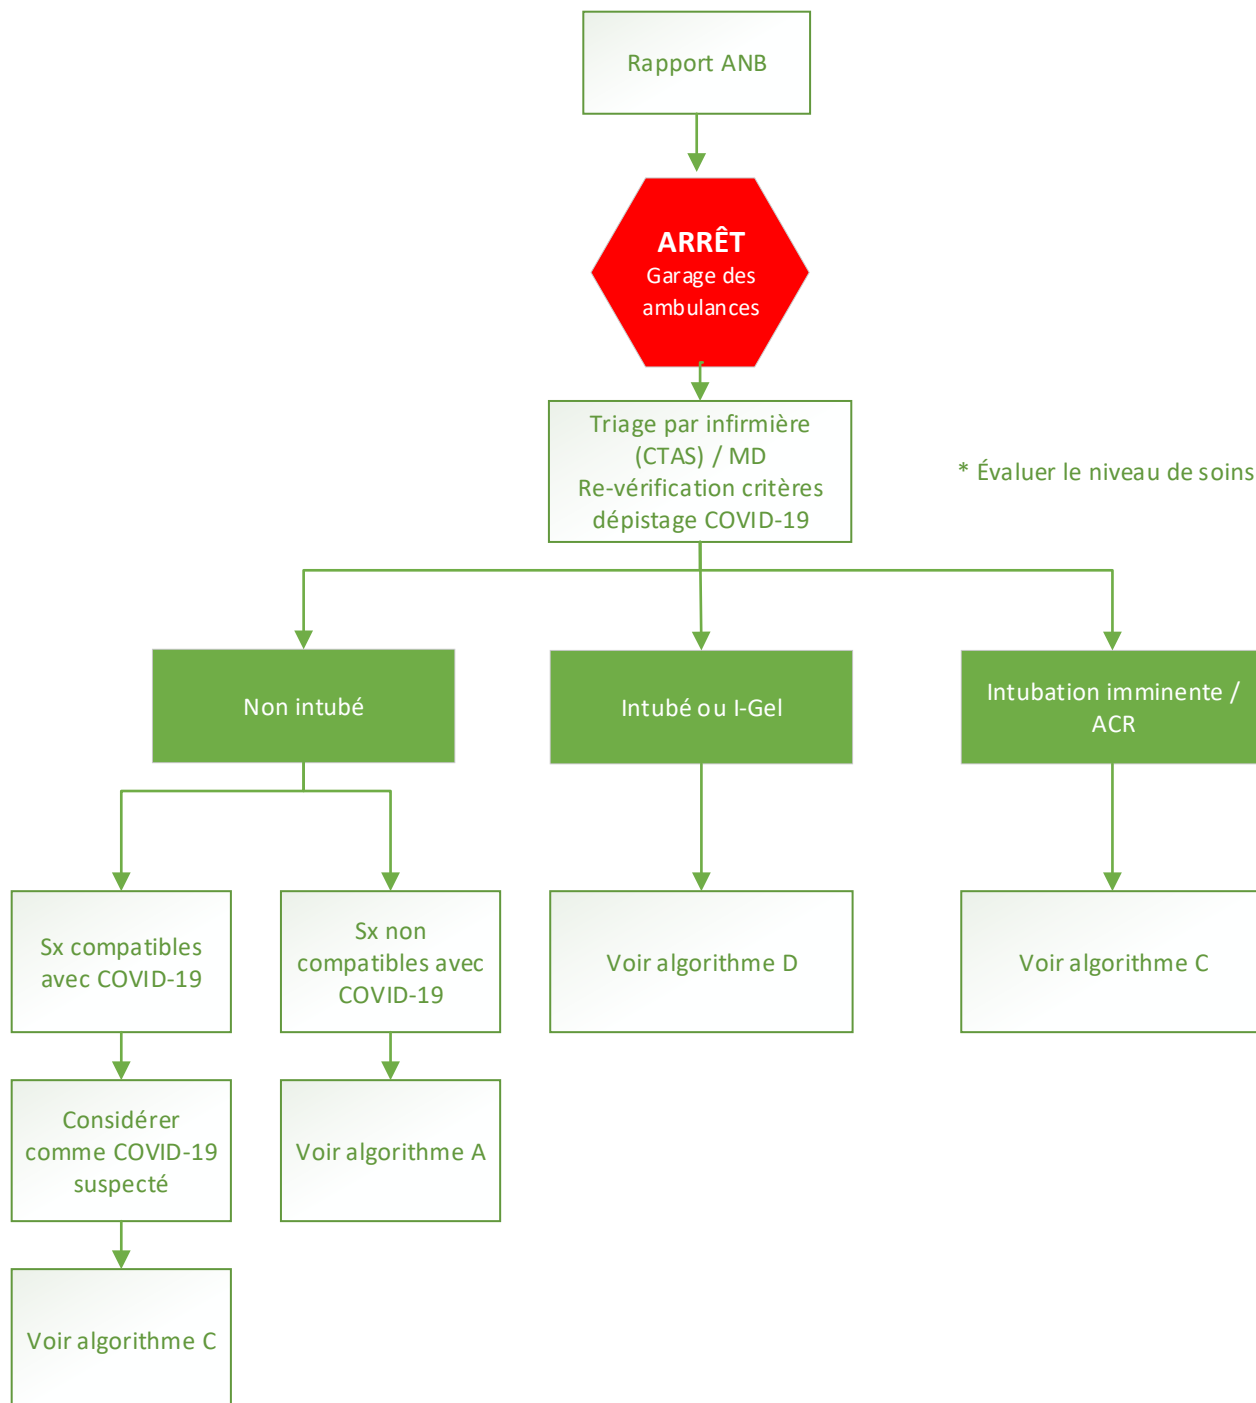 Rapport ANB
ARRÊT
Garage des
ambulances
Triage par infirmière
(CTAS) / MD
Re-vérification critères
dépistage COVID-19
* Évaluer le niveau de soins
Non intubé
Intubé ou I-Gel
Intubation imminente /
ACR
Sx compatibles
avec COVID-19
Sx non
compatibles avec
COVID-19
Voir algorithme D
Voir algorithme C
Considérer
comme COVID-19
suspecté
Voir algorithme A
Voir algorithme C